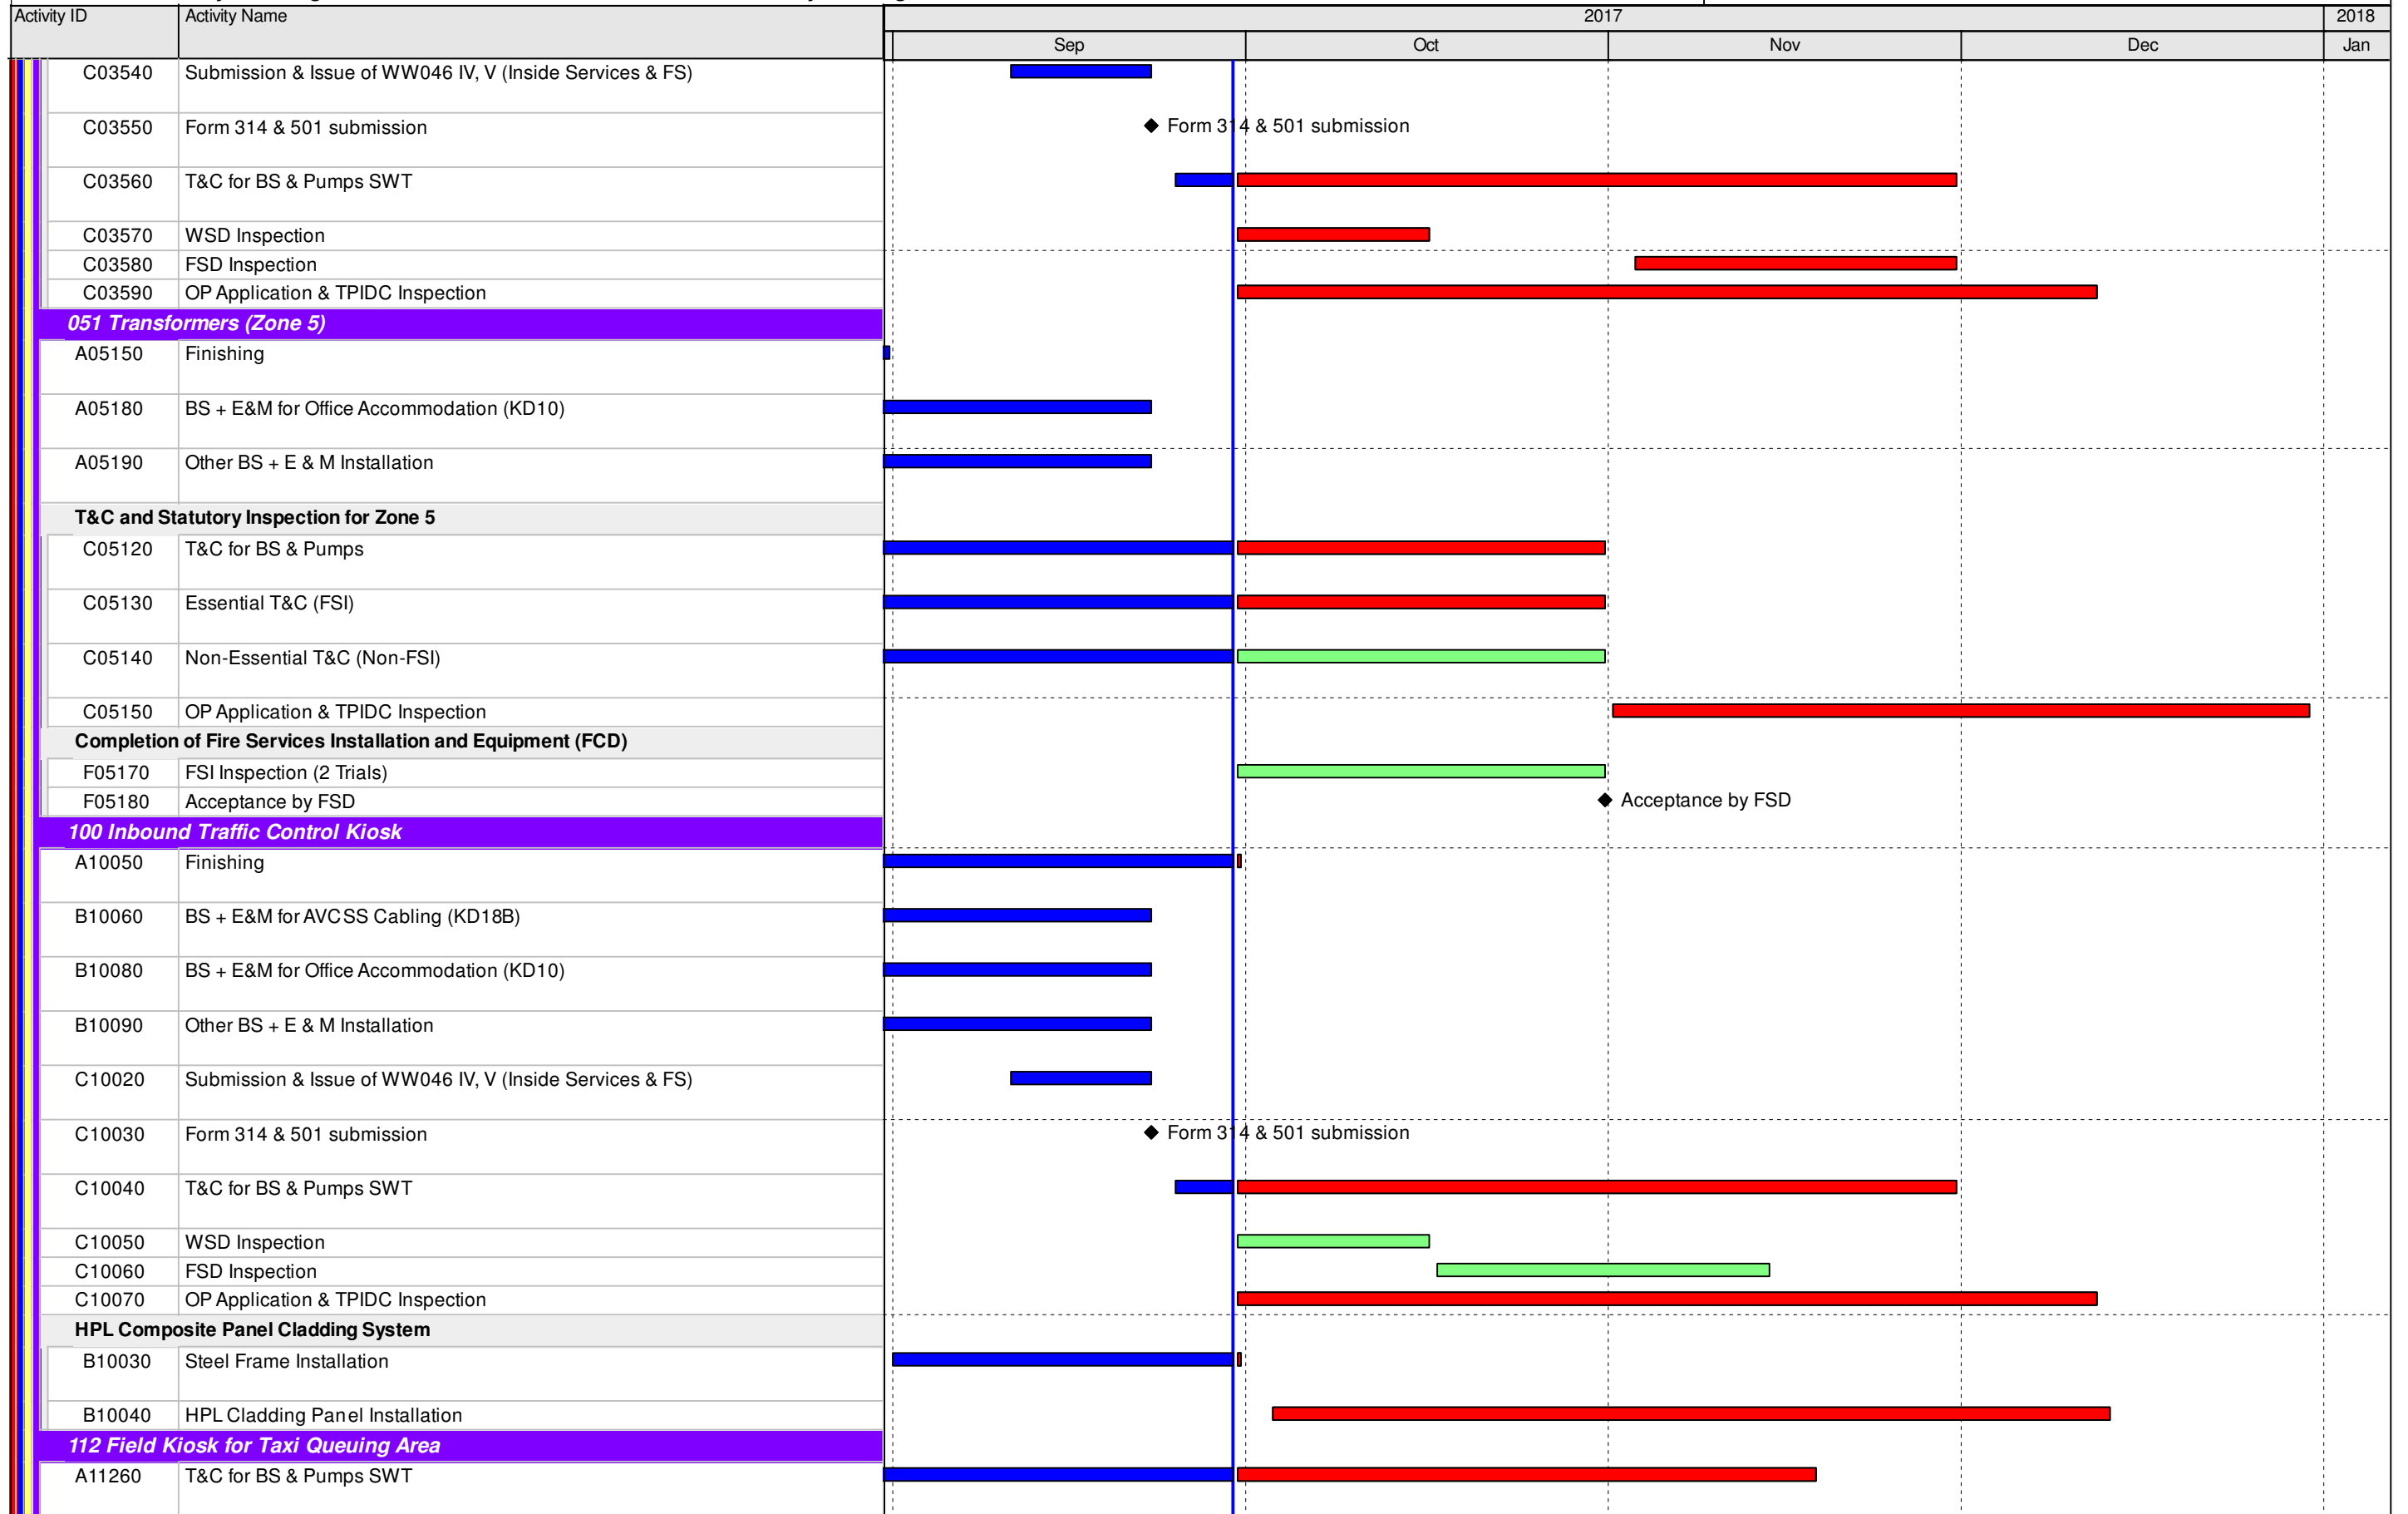 Activity ID Activity Name 2017 2018
Sep Oct Nov Dec Jan
C03540 Submission & Issue of WW046 IV, V (Inside Services & FS)
C03550 Form 314 & 501 submission Form 314 & 501 submission
C03560 T&C for BS & Pumps SWT
C03570 WSD Inspection
C03580 FSD Inspection
C03590 OP Application & TPIDC Inspection
051 Transformers (Zone 5)
A05150 Finishing
A05180 BS + E&M for Office Accommodation (KD10)
A05190 Other BS + E & M Installation
T&C and Statutory Inspection for Zone 5
C05120 T&C for BS & Pumps
C05130 Essential T&C (FSI)
C05140 Non-Essential T&C (Non-FSI)
C05150 OP Application & TPIDC Inspection
Completion of Fire Services Installation and Equipment (FCD)
F05170 FSI Inspection (2 Trials)
F05180 Acceptance by FSD Acceptance by FSD
100 Inbound Traffic Control Kiosk
A10050 Finishing
B10060 BS + E&M for AVCSS Cabling (KD18B)
B10080 BS + E&M for Office Accommodation (KD10)
B10090 Other BS + E & M Installation
C10020 Submission & Issue of WW046 IV, V (Inside Services & FS)
C10030 Form 314 & 501 submission Form 314 & 501 submission
C10040 T&C for BS & Pumps SWT
C10050 WSD Inspection
C10060 FSD Inspection
C10070 OP Application & TPIDC Inspection
HPL Composite Panel Cladding System
B10030 Steel Frame Installation
B10040 HPL Cladding Panel Installation
112 Field Kiosk for Taxi Queuing Area
A11260 T&C for BS & Pumps SWT